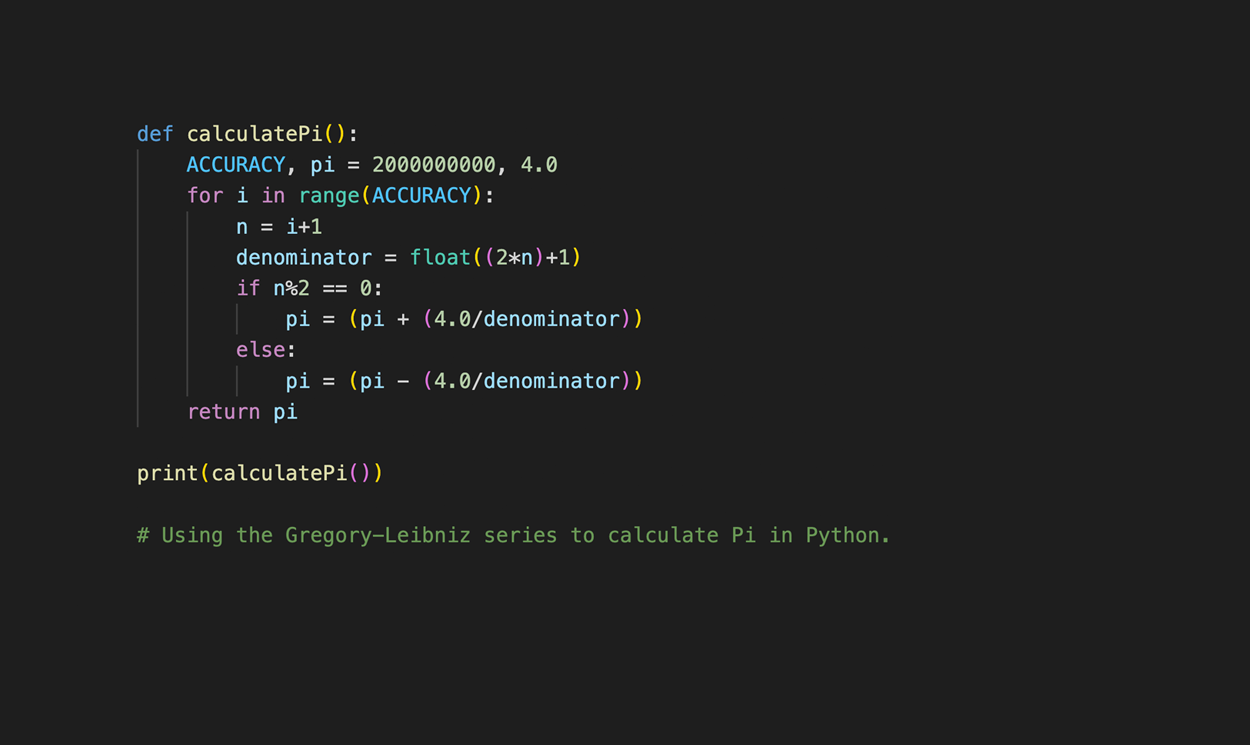 def calculatePi():
    ACCURACY, pi = 2000000000, 4.0
    for i in range(ACCURACY):
        n = i+1
        denominator = float((2*n)+1)
        if n%2 == 0:
            pi = (pi + (4.0/denominator))
        else:
            pi = (pi - (4.0/denominator))
    return pi

print(calculatePi())

# Using the Gregory-Leibniz series to calculate Pi in Python.